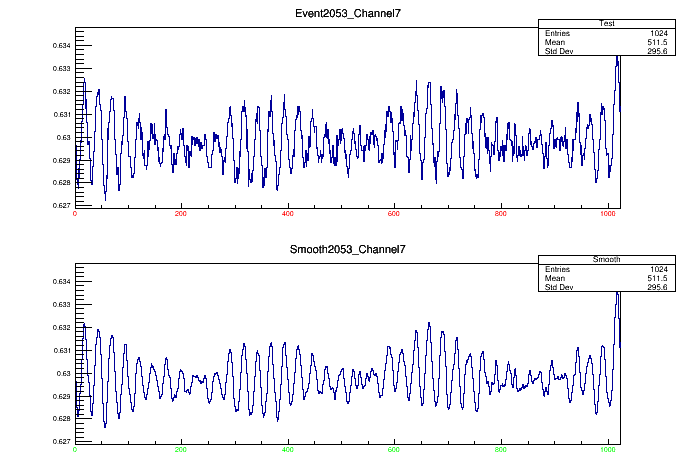 Event2053_Channel7
Test
Entries 1024
Mean 511.5
Std Dev 295.6
0.634
0.633
0.632
0.631
0.63
0.629
0.628
0.627
0 200 400 600 800 1000
Smooth2053_Channel7
Smooth
Entries 1024
Mean 511.5
Std Dev 295.6
0.634
0.633
0.632
0.631
0.63
0.629
0.628
0.627
0 200 400 600 800 1000